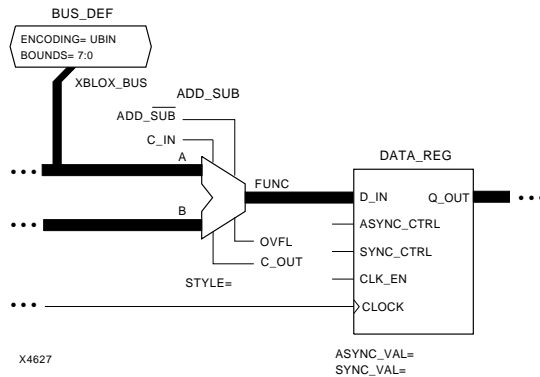 BUS_DEF
ENCODING= UBIN
BOUNDS= 7:0
XBLOX_BUS
ADD_SUB
ADD_SUB
C_IN
A
DATA_REG
FUNC
D_IN
Q_OUT
B
ASYNC_CTRL
OVFL
SYNC_CTRL
C_OUT
STYLE=
CLK_EN
CLOCK
X4627
ASYNC_VAL=
SYNC_VAL=